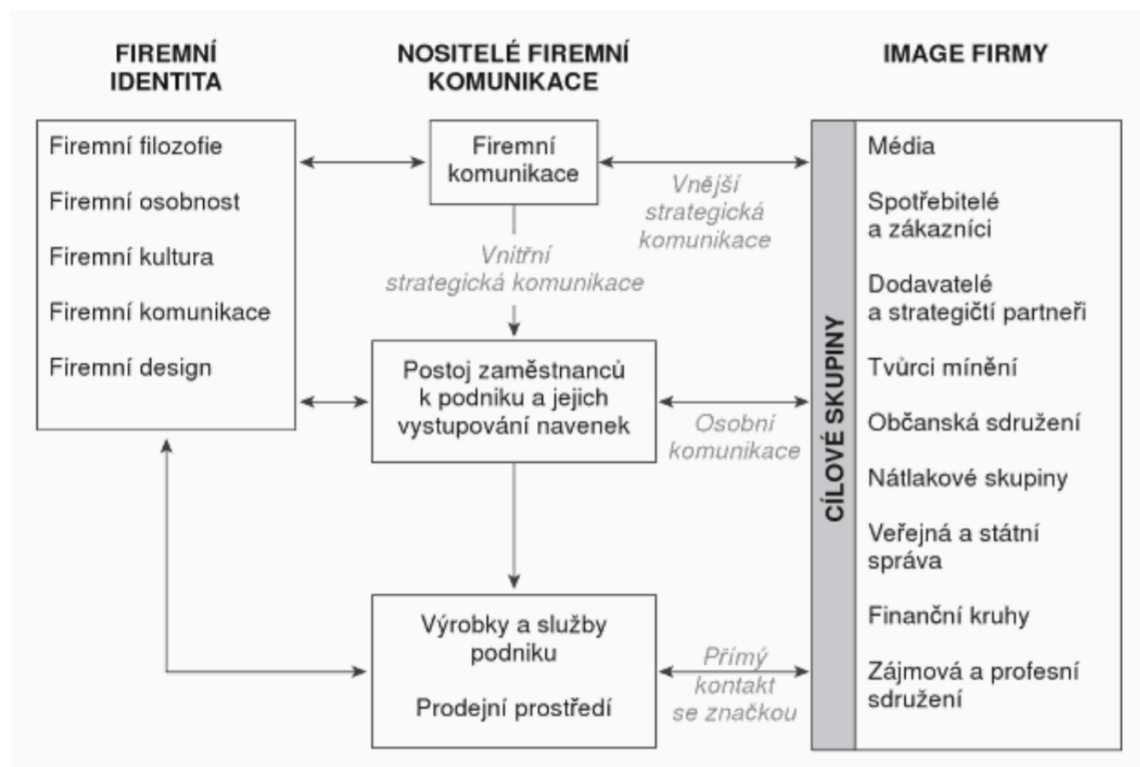 FIREMNÍ
IDENTITA
NOSITELÉ FIREMNÍ
KOMUNIKACE
IMAGE FIRMY
Firemní filozofie
Firemní osobnost
Firemní kultura
Firemní komunikace
Firemní design
Firemní
komunikace
Vnější
strategická
komunikace
Vnitřní
strategická komunikace
Postoj zaměstnanců
k podniku a jejich
vystupování navenek
Osobní
komunikace
Výrobky a služby
podniku
Prodejní prostředí
Přímý
kontakt
se značkou
CÍLOVÉ SKUPINY
Média
Spotřebitelé
a zákazníci
Dodavatelé
a strategičtí partneři
Tvůrci mínění
Občanská sdružení
Nátlakové skupiny
Veřejná a státní
správa
Finanční kruhy
Zájmová a profesní
sdružení